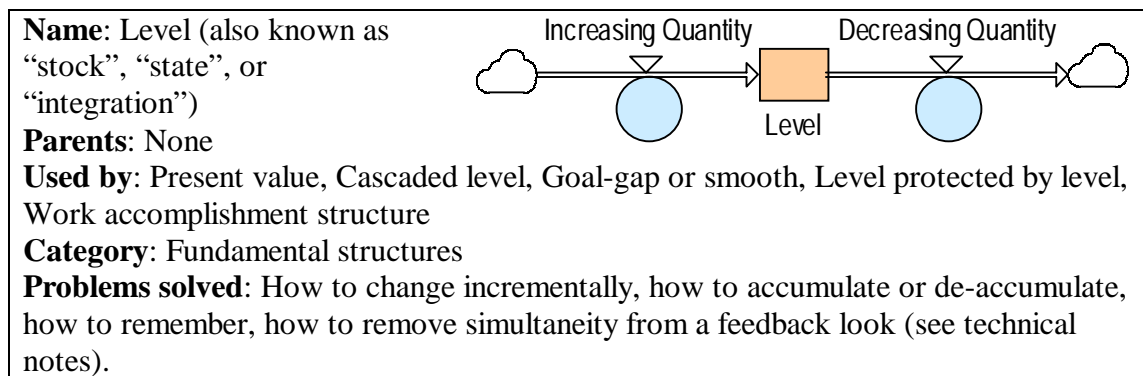 Name: Level (also known as
“stock”, “state”, or
“integration”)
Increasing Quantity
Decreasing Quantity
Level
Parents: None
Used by: Present value, Cascaded level, Goal-gap or smooth, Level protected by level,
Work accomplishment structure
Category: Fundamental structures
Problems solved: How to change incrementally, how to accumulate or de-accumulate,
how to remember, how to remove simultaneity from a feedback look (see technical
notes).